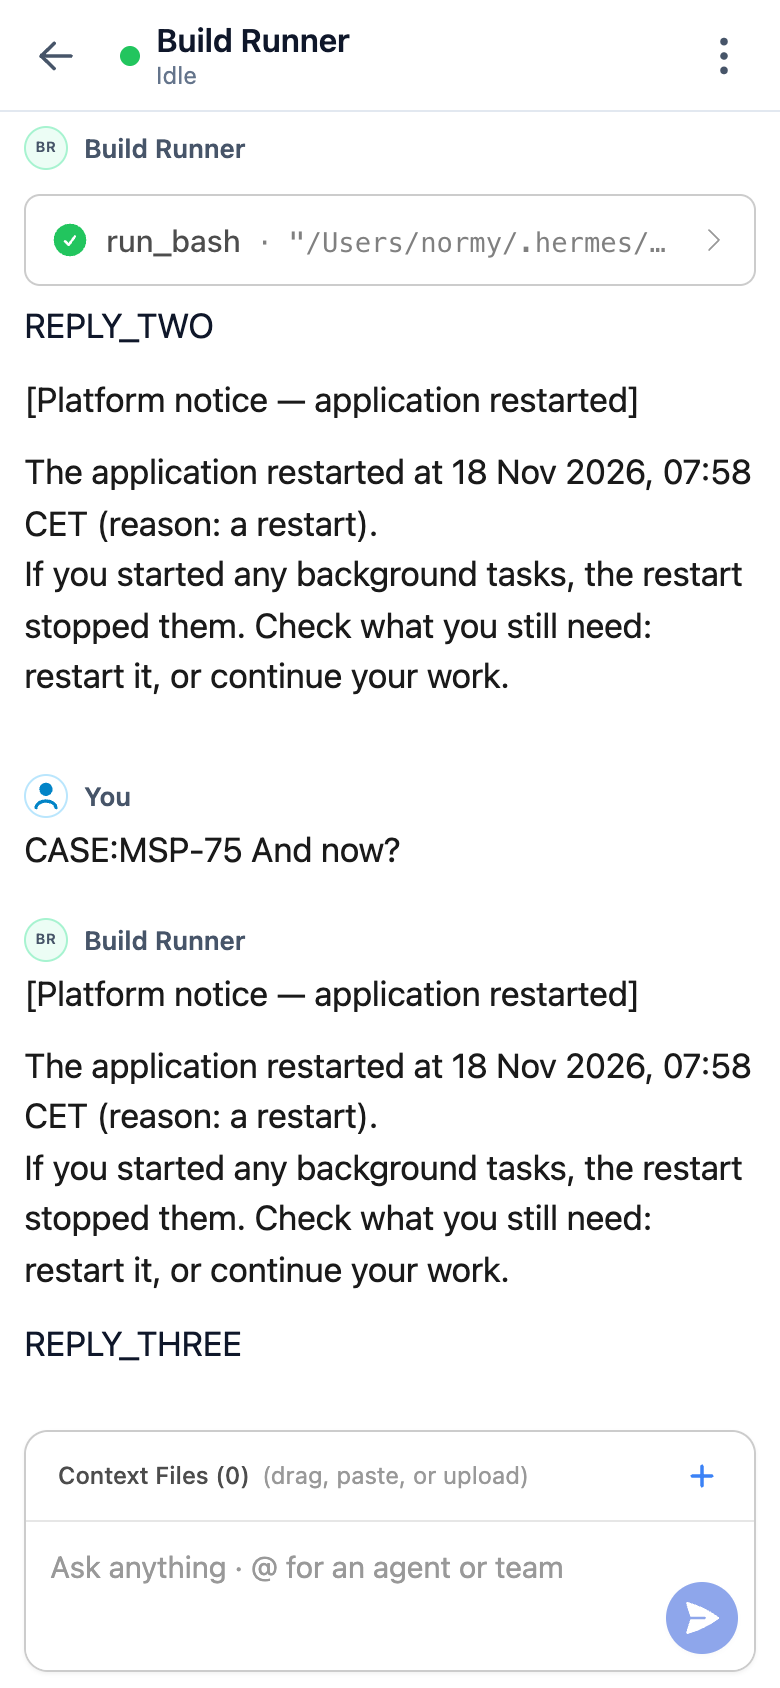 Build Runner
Idle
BR Build Runner
run_bash · "/Users/normy/.hermes/…
REPLY_TWO
[Platform notice — application restarted]
The application restarted at 18 Nov 2026, 07:58
CET (reason: a restart).
If you started any background tasks, the restart
stopped them. Check what you still need:
restart it, or continue your work.
You
CASE:MSP-75 And now?
BR Build Runner
[Platform notice — application restarted]
The application restarted at 18 Nov 2026, 07:58
CET (reason: a restart).
If you started any background tasks, the restart
stopped them. Check what you still need:
restart it, or continue your work.
REPLY_THREE
Context Files (0) (drag, paste, or upload)
Ask anything · @ for an agent or team